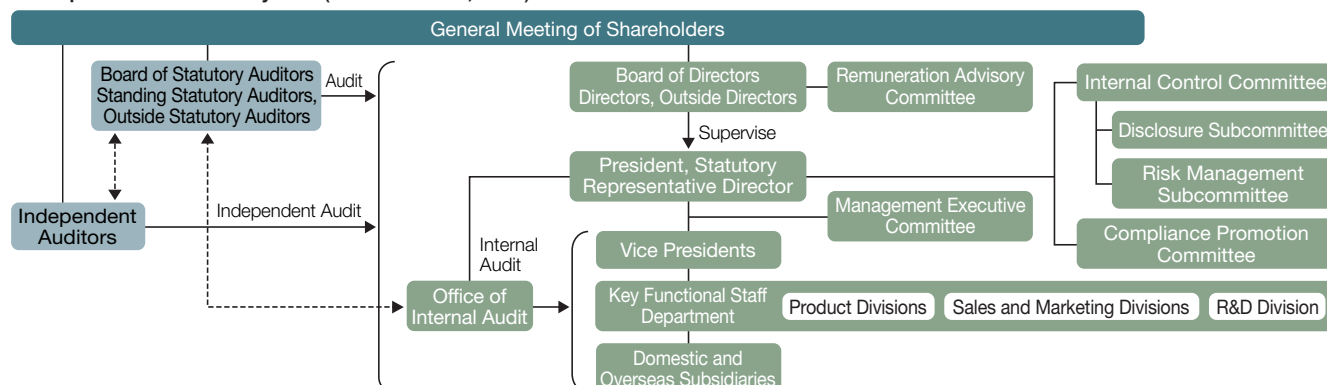 General Meeting of Shareholders
Board of Statutory Auditors
Standing Statutory Auditors,
Outside Statutory Auditors
Audit
Board of Directors
Directors, Outside Directors
Remuneration Advisory
Committee
Internal Control Committee
Disclosure Subcommittee
Risk Management
Subcommittee
Compliance Promotion
Committee
Supervise
President, Statutory
Representative Director
Management Executive
Committee
Independent
Auditors
Independent Audit
Internal
Audit
Office of
Internal Audit
Vice Presidents
Key Functional Staff
Department
Product Divisions
Sales and Marketing Divisions
R&D Division
Domestic and
Overseas Subsidiaries